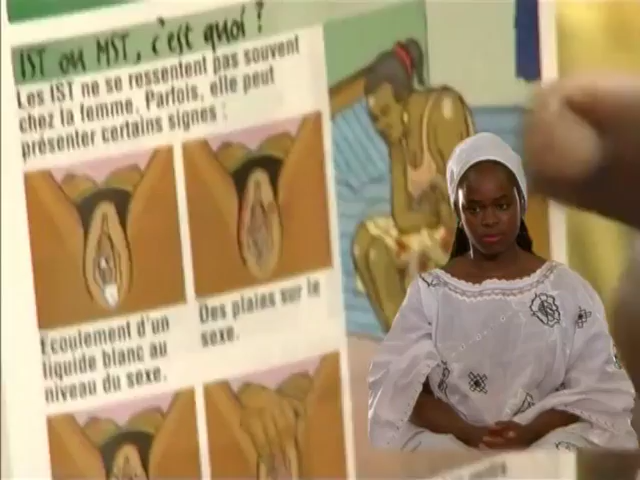 IST ou MST, c'est quoi ?
Les IST ne se ressentent pas souvent
chez la femme. Parfois, elle peut
présenter certains signes :
Ecoulement d'un
liquide blanc au
niveau du sexe.
Des plaies sur le
sexe.